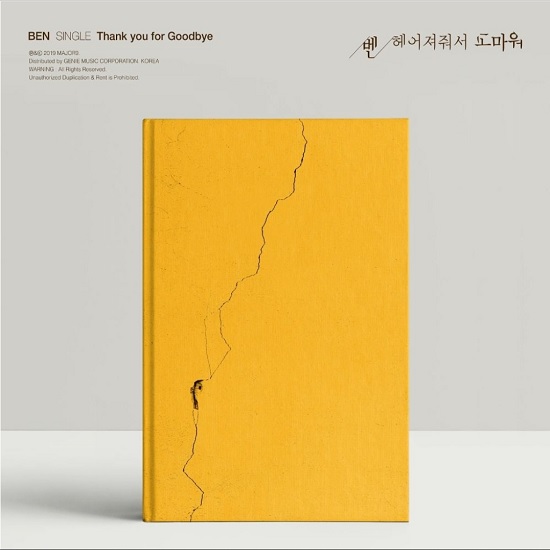 BEN SINGLE Thank you for Goodbye
℗&© 2019 MAJOR9.
Distributed by GENIE MUSIC CORPORATION KOREA
WARNING : All Rights Reserved.
Unauthorized Duplication & Rent is Prohibited.
벤 헤어져줘서 고마워